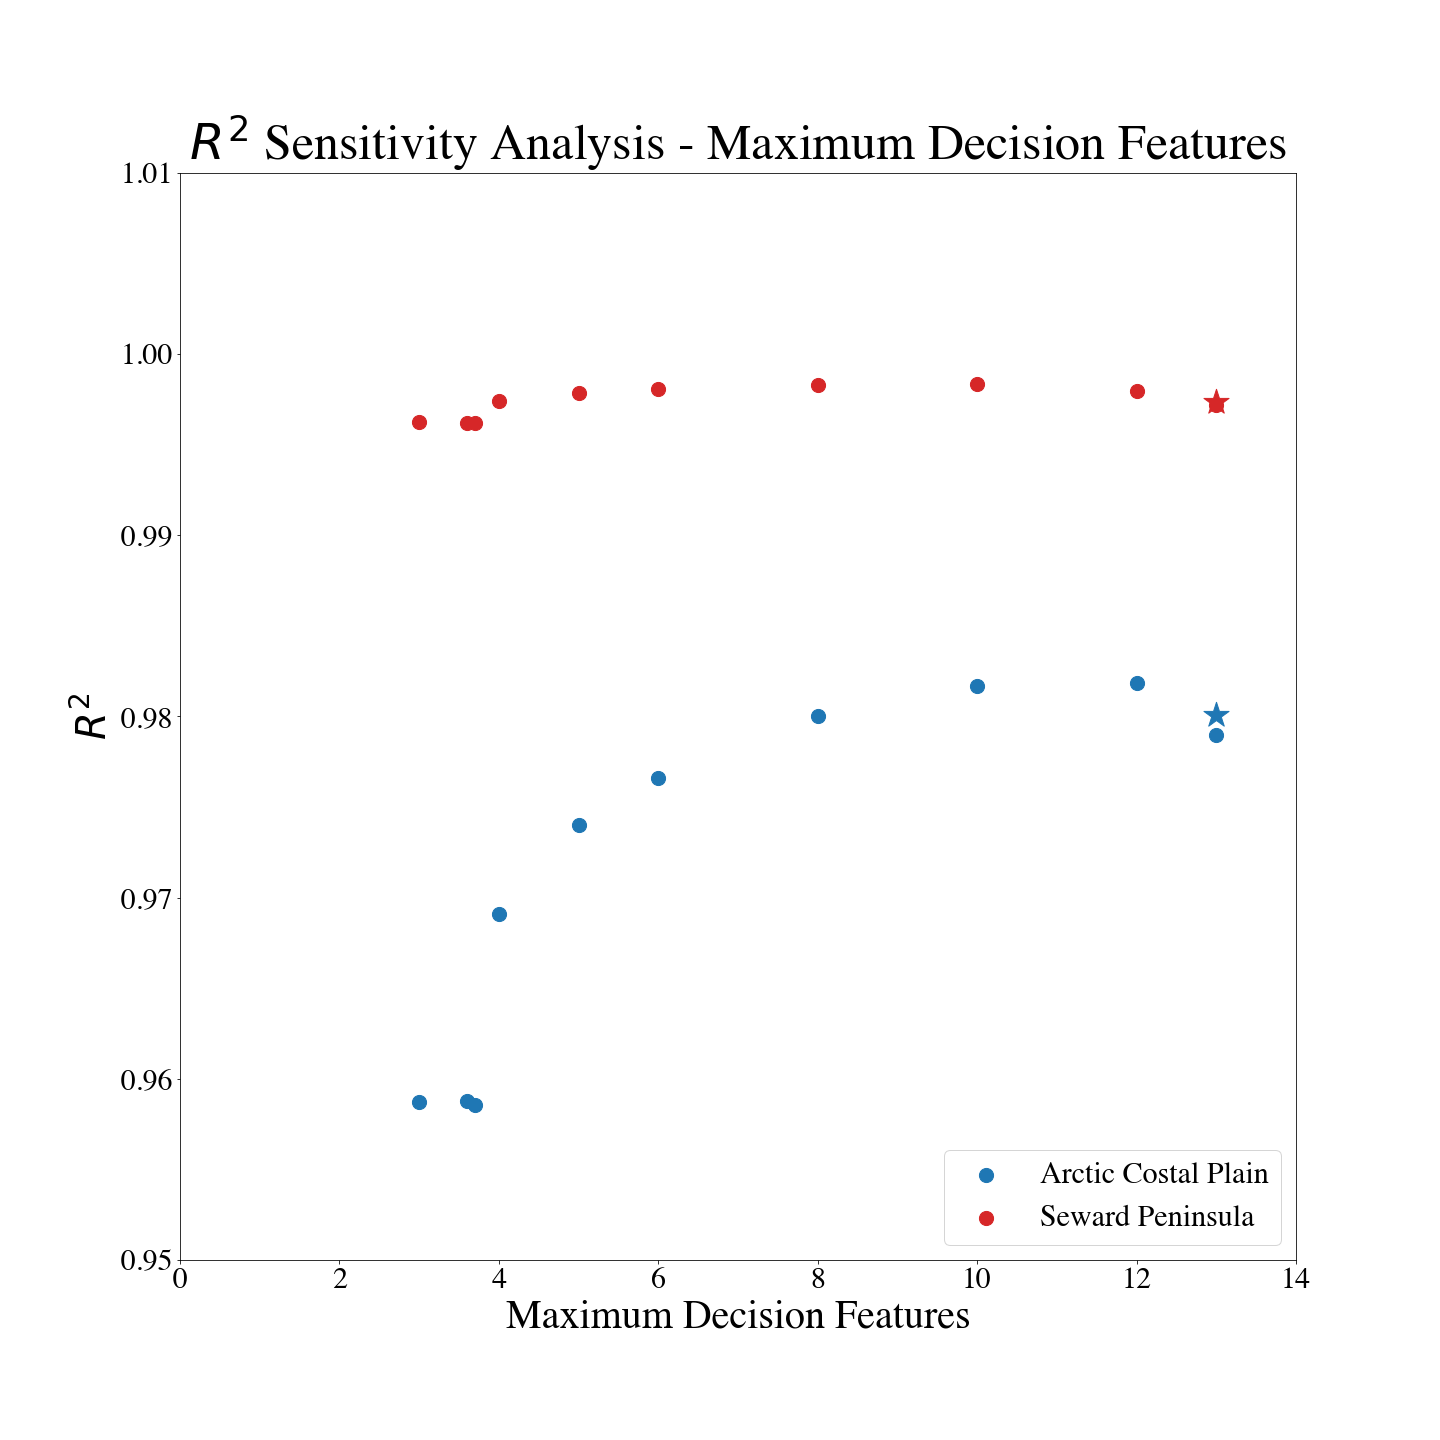 R² Sensitivity Analysis - Maximum Decision Features
1.01
1.00
0.99
0.98
0.97
0.96
0.95
R²
0 2 4 6 8 10 12 14
Maximum Decision Features
Arctic Costal Plain
Seward Peninsula